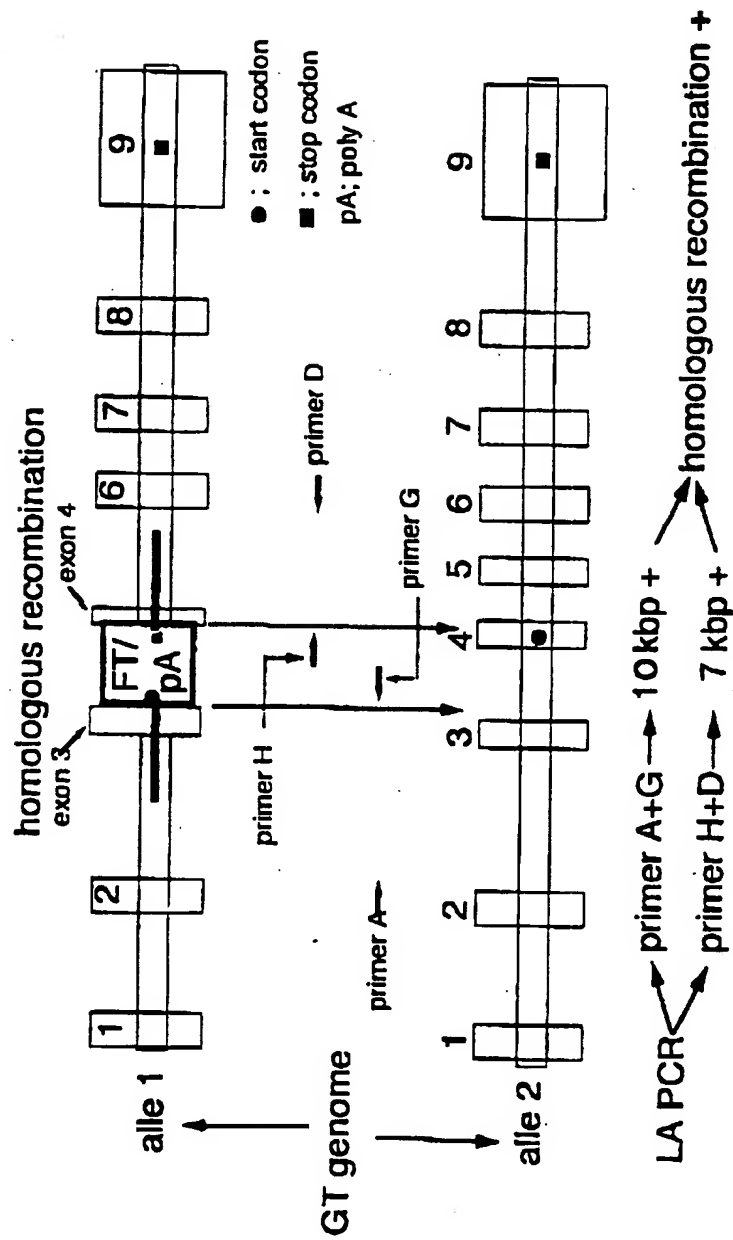 homologous recombination
exon 3
exon 4
1
2
FT/
pA
6
7
8
9
alle 1
● ; start codon
■ ; stop codon
pA; poly A
GT genome
primer H
primer D
primer A
primer G
alle 2
1
2
3
4
5
6
7
8
9
LA PCR
primer A+G → 10 kbp +
primer H+D → 7 kbp +
homologous recombination +